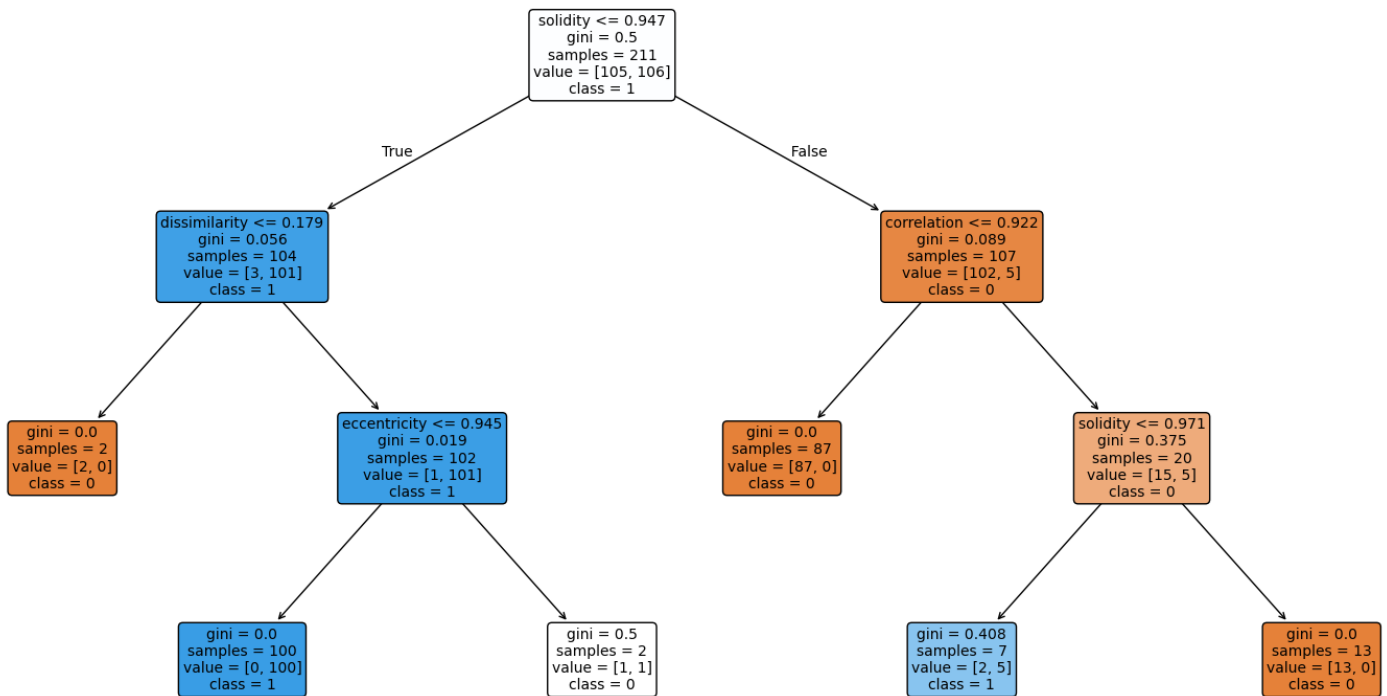 solidity <= 0.947
gini = 0.5
samples = 211
value = [105, 106]
class = 1
True
False
dissimilarity <= 0.179
gini = 0.056
samples = 104
value = [3, 101]
class = 1
correlation <= 0.922
gini = 0.089
samples = 107
value = [102, 5]
class = 0
gini = 0.0
samples = 2
value = [2, 0]
class = 0
eccentricity <= 0.945
gini = 0.019
samples = 102
value = [1, 101]
class = 1
gini = 0.0
samples = 87
value = [87, 0]
class = 0
solidity <= 0.971
gini = 0.375
samples = 20
value = [15, 5]
class = 0
gini = 0.0
samples = 100
value = [0, 100]
class = 1
gini = 0.5
samples = 2
value = [1, 1]
class = 0
gini = 0.408
samples = 7
value = [2, 5]
class = 1
gini = 0.0
samples = 13
value = [13, 0]
class = 0